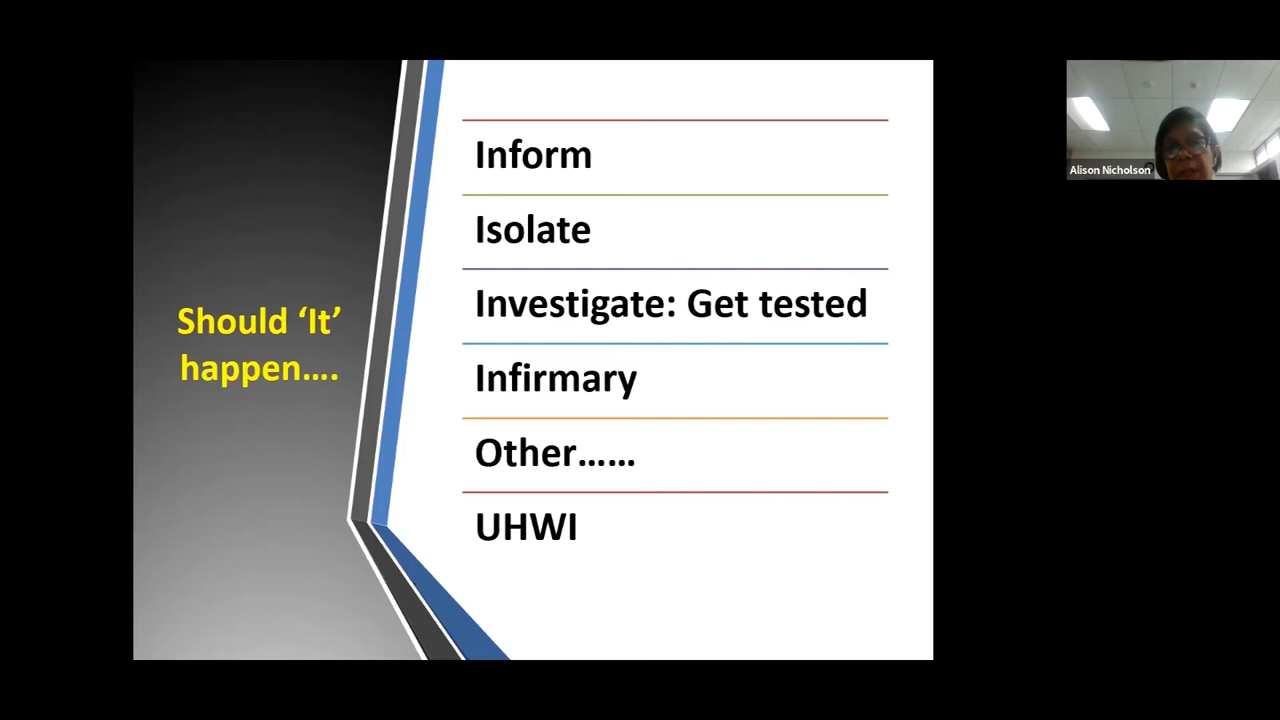 Should ‘It’
happen….
Inform
Isolate
Investigate: Get tested
Infirmary
Other……
UHWI
Alison Nicholson